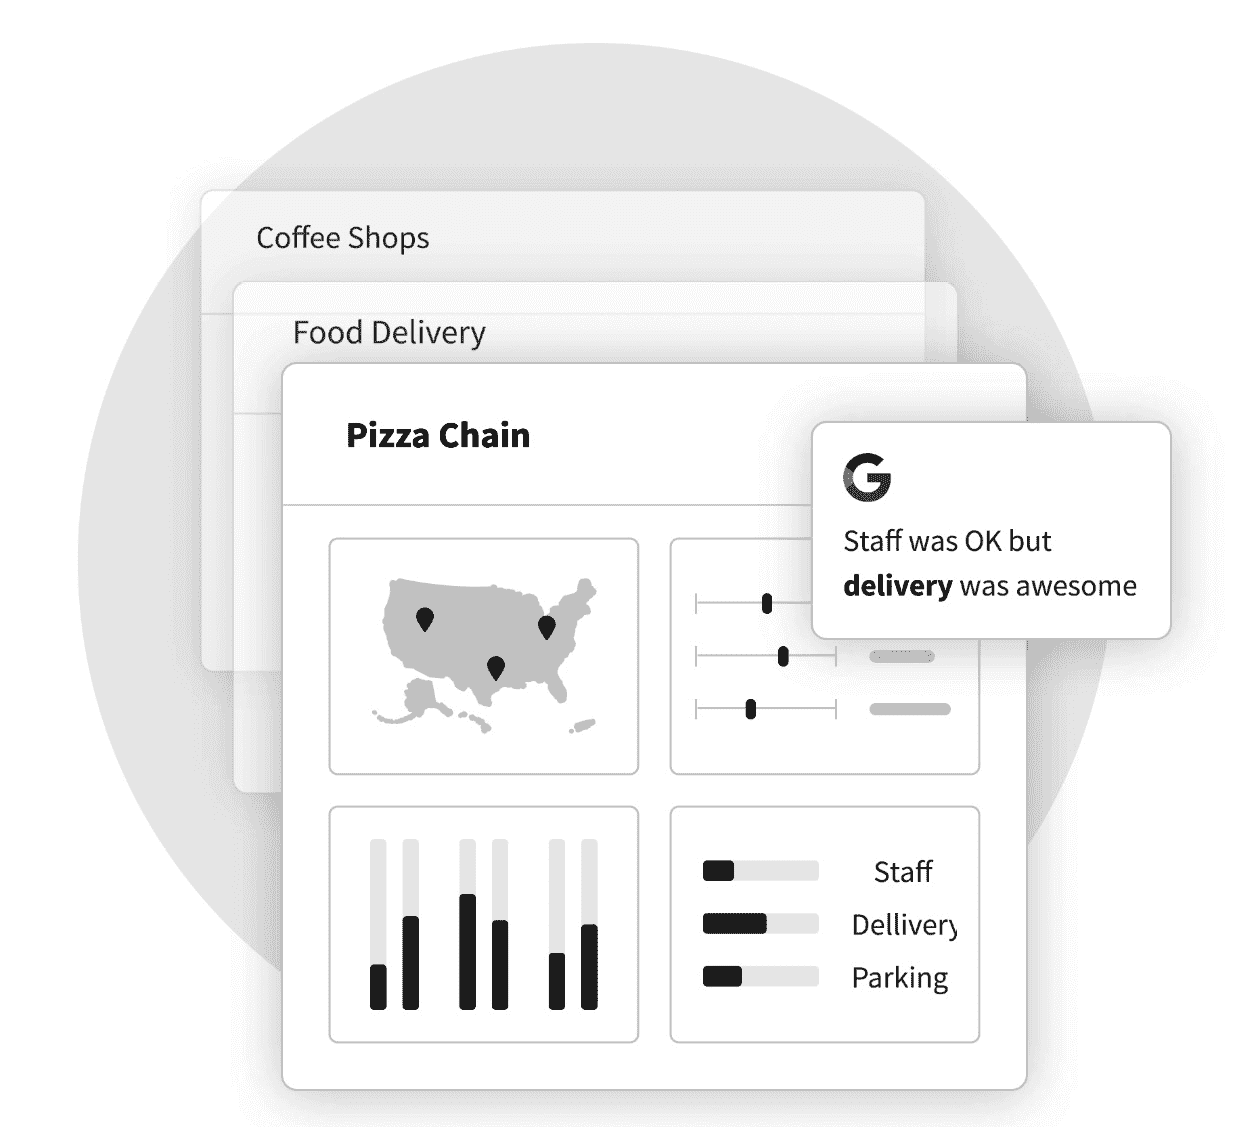 Coffee Shops
Food Delivery
Pizza Chain
G
Staff was OK but
delivery was awesome
Staff
Dellivery
Parking